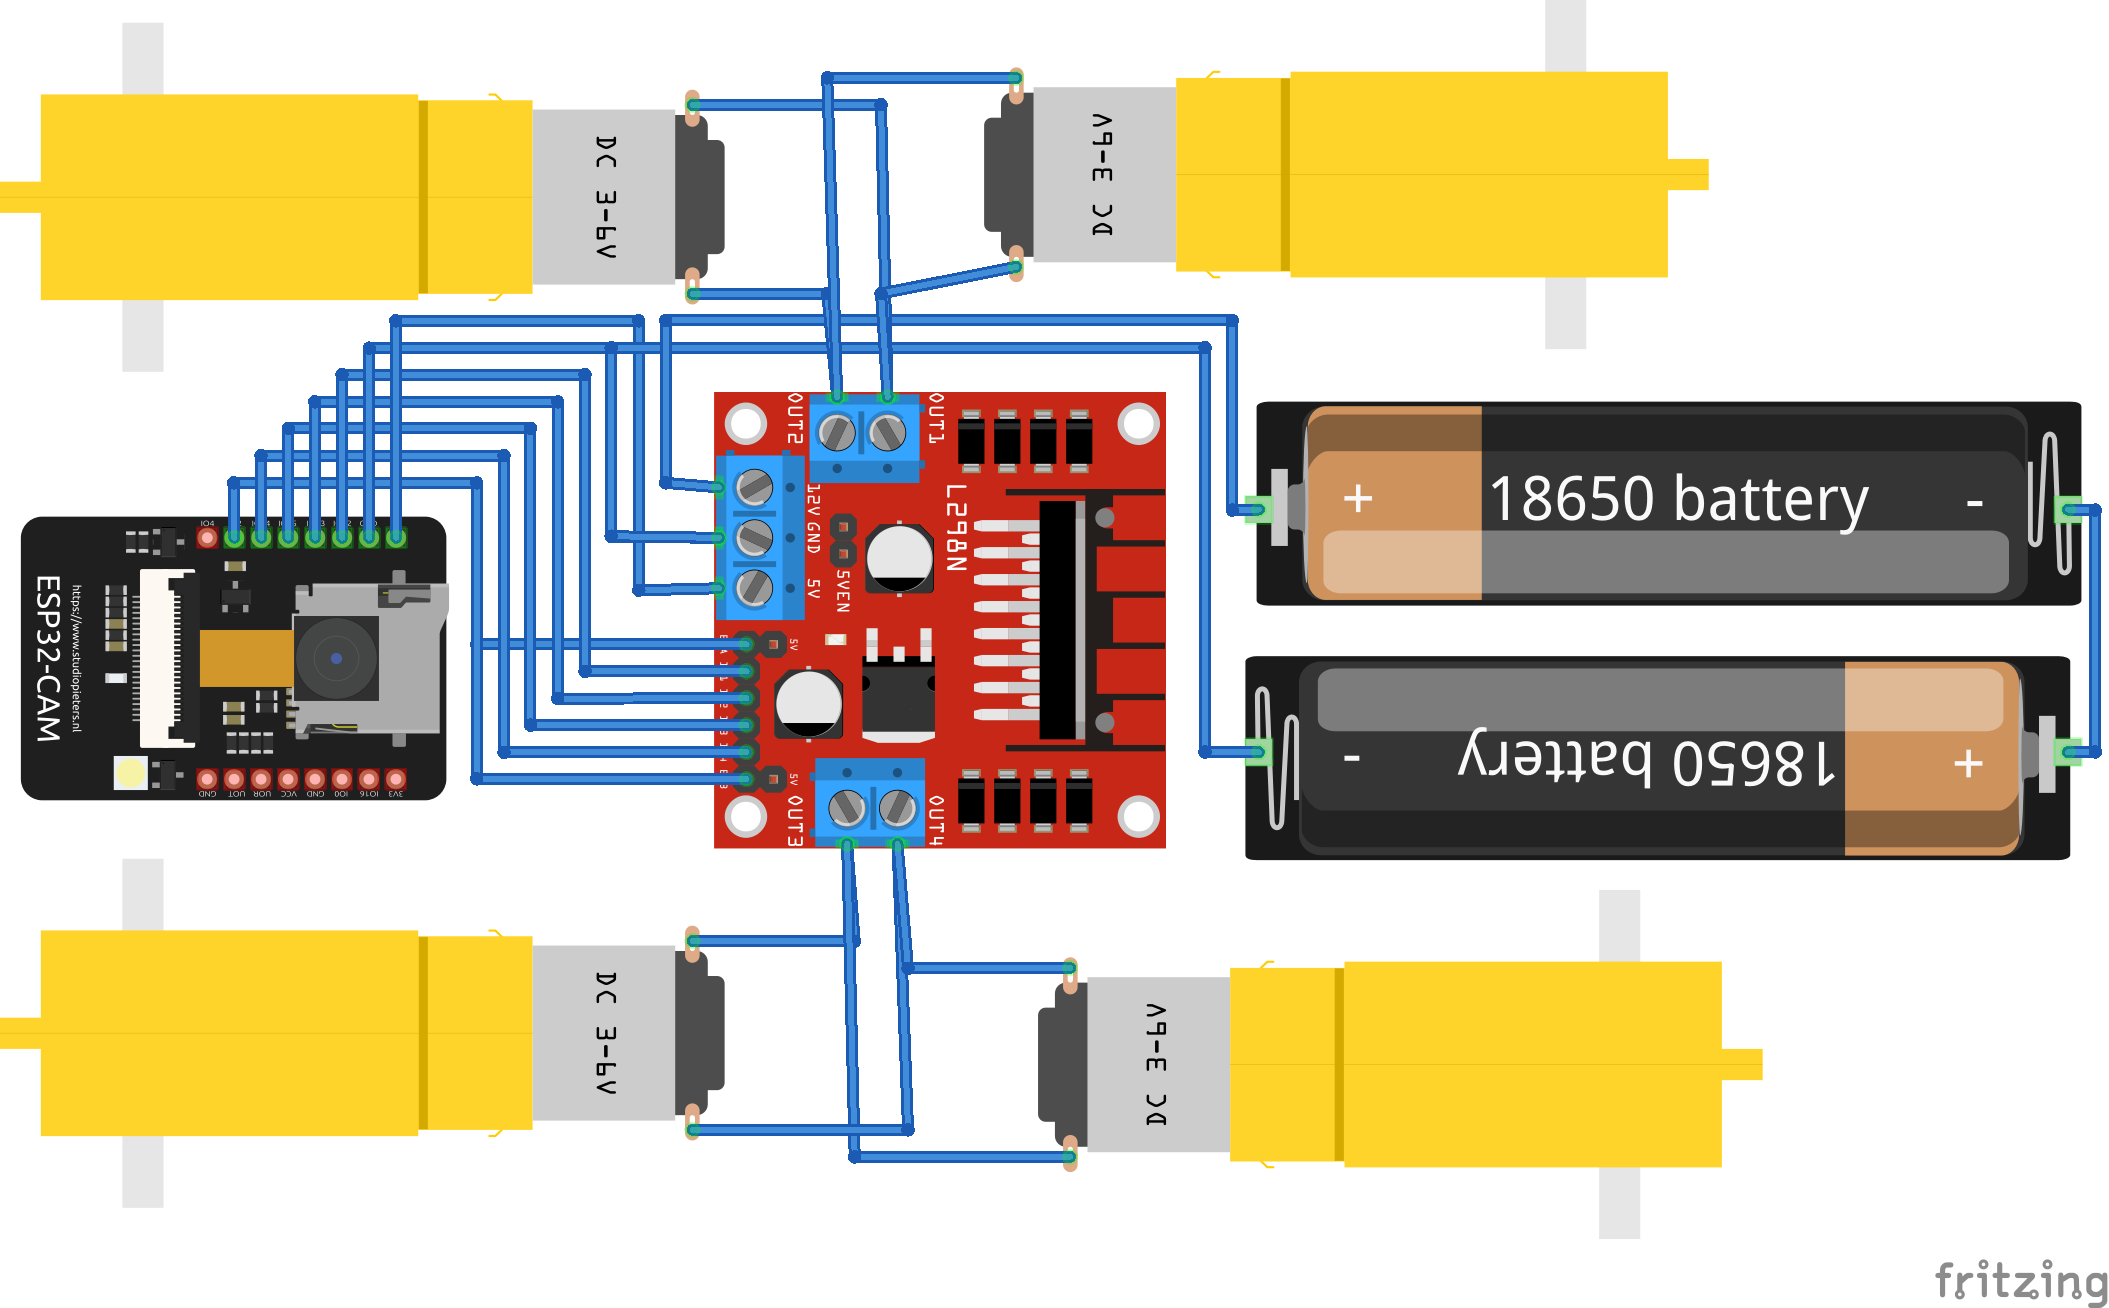 DC 3-6V
DC 3-6V
OUT2
OUT1
12V
GND
5V
5VEN
L298N
5V
5V
OUT3
OUT4
18650 battery
+
-
18650 battery
+
-
IO4
ESP32-CAM
https://www.studiopieters.nl
GND
UOT
UOR
VCC
GND
IO0
IO16
3V3
DC 3-6V
DC 3-6V
fritzing